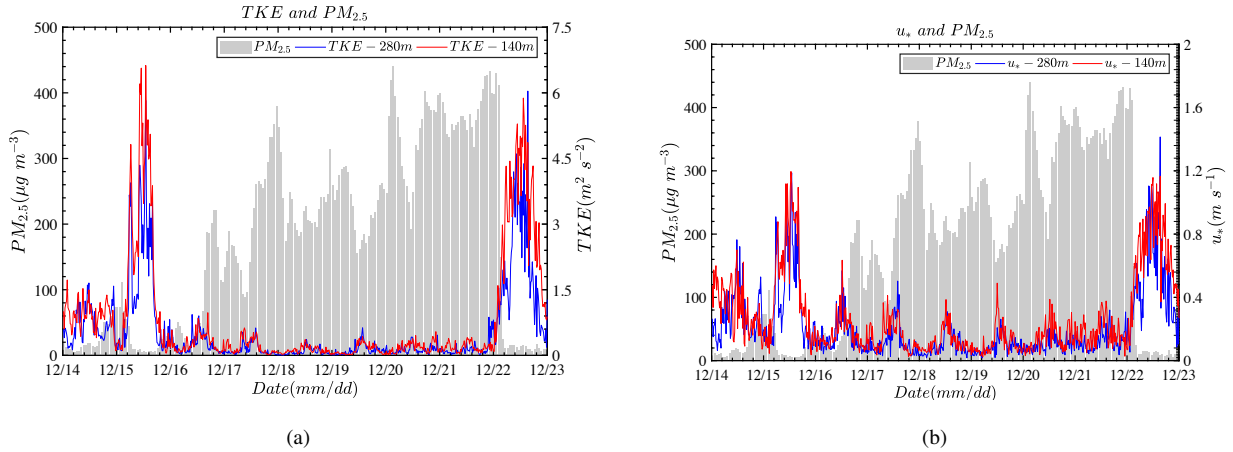 TKE and PM₂.₅
500
400
300
200
100
0
PM₂.₅(μg m⁻³)
7.5
6
4.5
3
1.5
0
TKE(m² s⁻²)
PM₂.₅ TKE − 280m TKE − 140m
12/14 12/15 12/16 12/17 12/18 12/19 12/20 12/21 12/22 12/23
Date(mm/dd)
(a)
u* and PM₂.₅
500
400
300
200
100
0
PM₂.₅(μg m⁻³)
2
1.6
1.2
0.8
0.4
0
u*(m s⁻¹)
PM₂.₅ u* − 280m u* − 140m
12/14 12/15 12/16 12/17 12/18 12/19 12/20 12/21 12/22 12/23
Date(mm/dd)
(b)